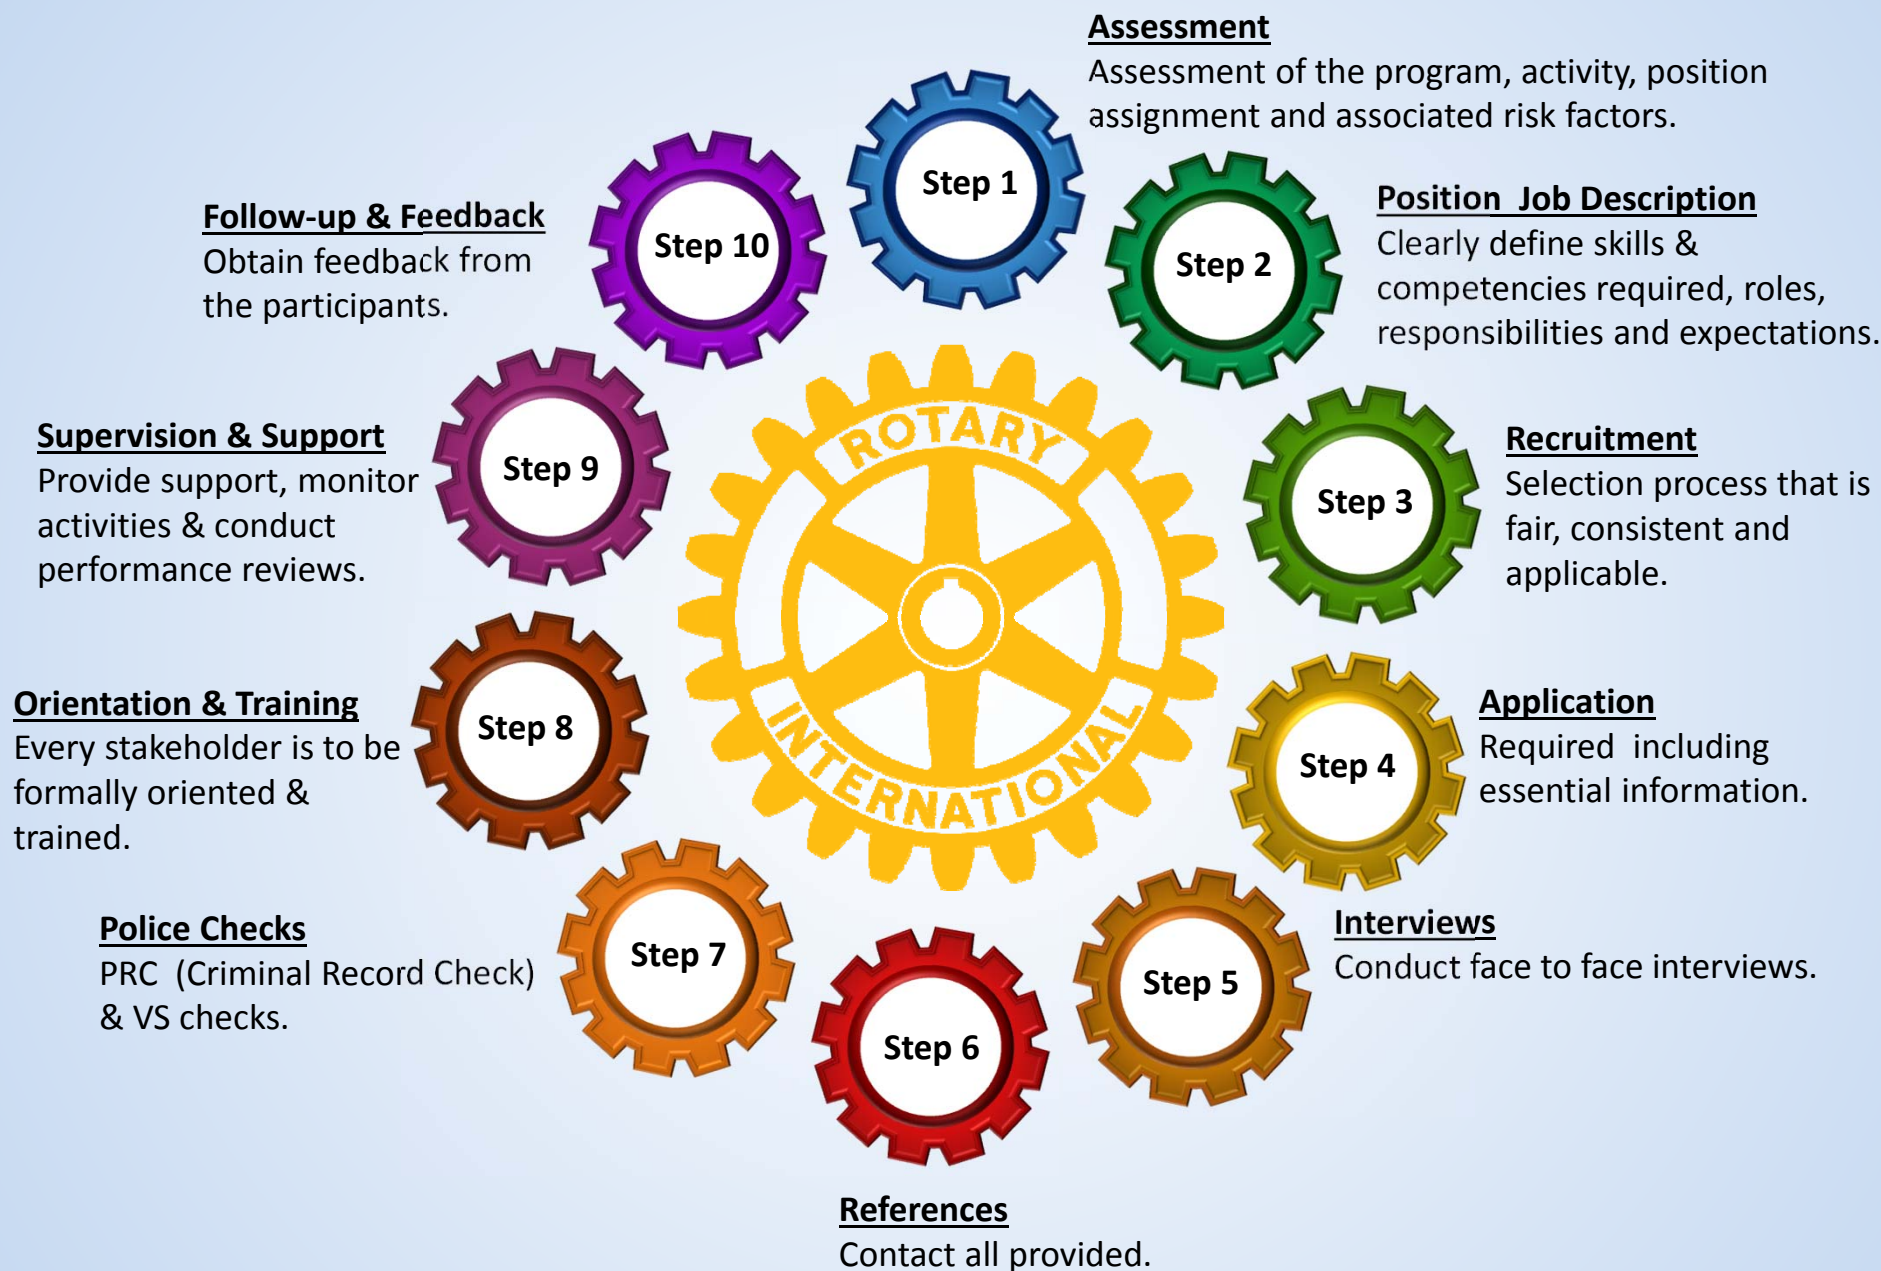 Assessment
Assessment of the program, activity, position
assignment and associated risk factors.
Step 1
Position  Job Description
Clearly define skills &
competencies required, roles,
responsibilities and expectations.
Step 2
Recruitment
Selection process that is
fair, consistent and
applicable.
Step 3
Application
Required  including
essential information.
Step 4
Interviews
Conduct face to face interviews.
Step 5
References
Contact all provided.
Step 6
Police Checks
PRC  (Criminal Record Check)
& VS checks.
Step 7
Orientation & Training
Every stakeholder is to be
formally oriented &
trained.
Step 8
Supervision & Support
Provide support, monitor
activities & conduct
performance reviews.
Step 9
Follow-up & Feedback
Obtain feedback from
the participants.
Step 10
ROTARY
INTERNATIONAL